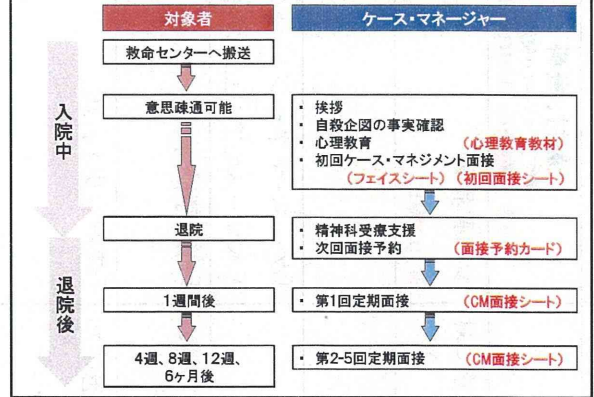 対象者
ケース・マネージャー
入院中
救命センターへ搬送
意思疎通可能
・ 挨拶
・ 自殺企図の事実確認
・ 心理教育 (心理教育教材)
・ 初回ケース・マネジメント面接
(フェイスシート) (初回面接シート)
退院
・ 精神科受療支援
・ 次回面接予約 (面接予約カード)
退院後
1週間後
・ 第1回定期面接 (CM面接シート)
4週、8週、12週、
6ヶ月後
・ 第2-5回定期面接 (CM面接シート)